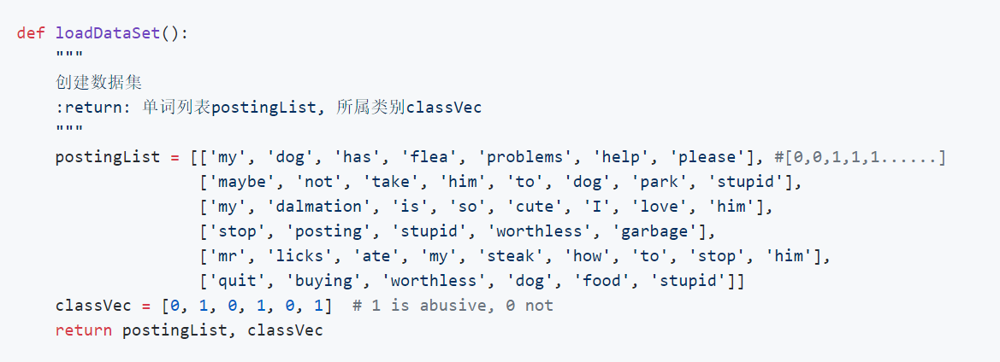 def loadDataSet():
    """
    创建数据集
    :return: 单词列表postingList, 所属类别classVec
    """
    postingList = [['my', 'dog', 'has', 'flea', 'problems', 'help', 'please'], #[0,0,1,1,1......]
                   ['maybe', 'not', 'take', 'him', 'to', 'dog', 'park', 'stupid'],
                   ['my', 'dalmation', 'is', 'so', 'cute', 'I', 'love', 'him'],
                   ['stop', 'posting', 'stupid', 'worthless', 'garbage'],
                   ['mr', 'licks', 'ate', 'my', 'steak', 'how', 'to', 'stop', 'him'],
                   ['quit', 'buying', 'worthless', 'dog', 'food', 'stupid']]
    classVec = [0, 1, 0, 1, 0, 1]  # 1 is abusive, 0 not
    return postingList, classVec